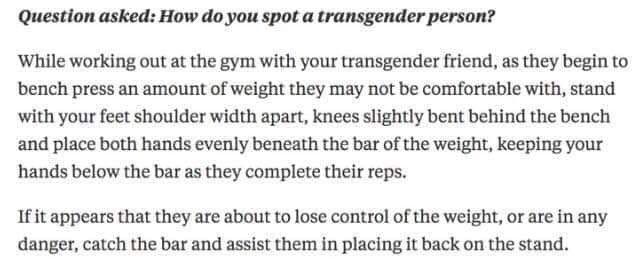 Question asked: How do you spot a transgender person?
While working out at the gym with your transgender friend, as they begin to
bench press an amount of weight they may not be comfortable with, stand
with your feet shoulder width apart, knees slightly bent behind the bench
and place both hands evenly beneath the bar of the weight, keeping your
hands below the bar as they complete their reps.
If it appears that they are about to lose control of the weight, or are in any
danger, catch the bar and assist them in placing it back on the stand.